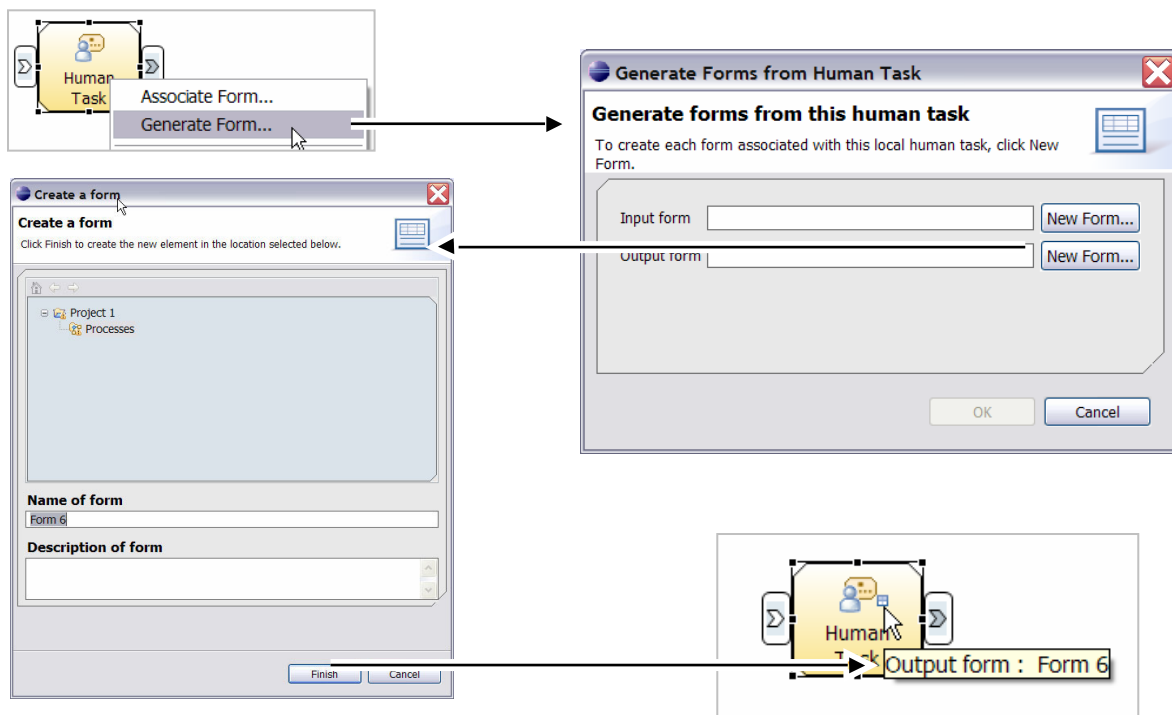 Human
Task
Associate Form...
Generate Form...
Generate Forms from Human Task
Generate forms from this human task
To create each form associated with this local human task, click New
Form.
Input form
New Form...
Output form
New Form...
OK
Cancel
Create a form
Create a form
Click Finish to create the new element in the location selected below.
Project 1
Processes
Name of form
Form 6
Description of form
Finish
Cancel
Human
Task
Output form : Form 6